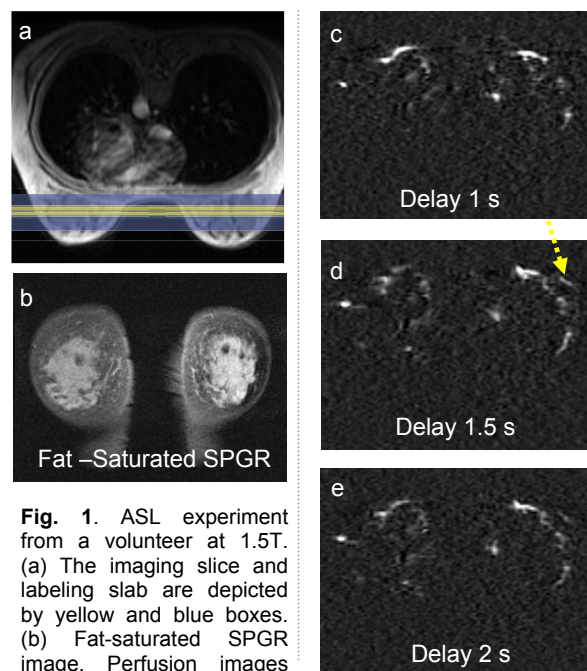 a
b
Fat –Saturated SPGR
Fig. 1. ASL experiment
from a volunteer at 1.5T.
(a) The imaging slice and
labeling slab are depicted
by yellow and blue boxes.
(b) Fat-saturated SPGR
image. Perfusion images
c
Delay 1 s
d
Delay 1.5 s
e
Delay 2 s